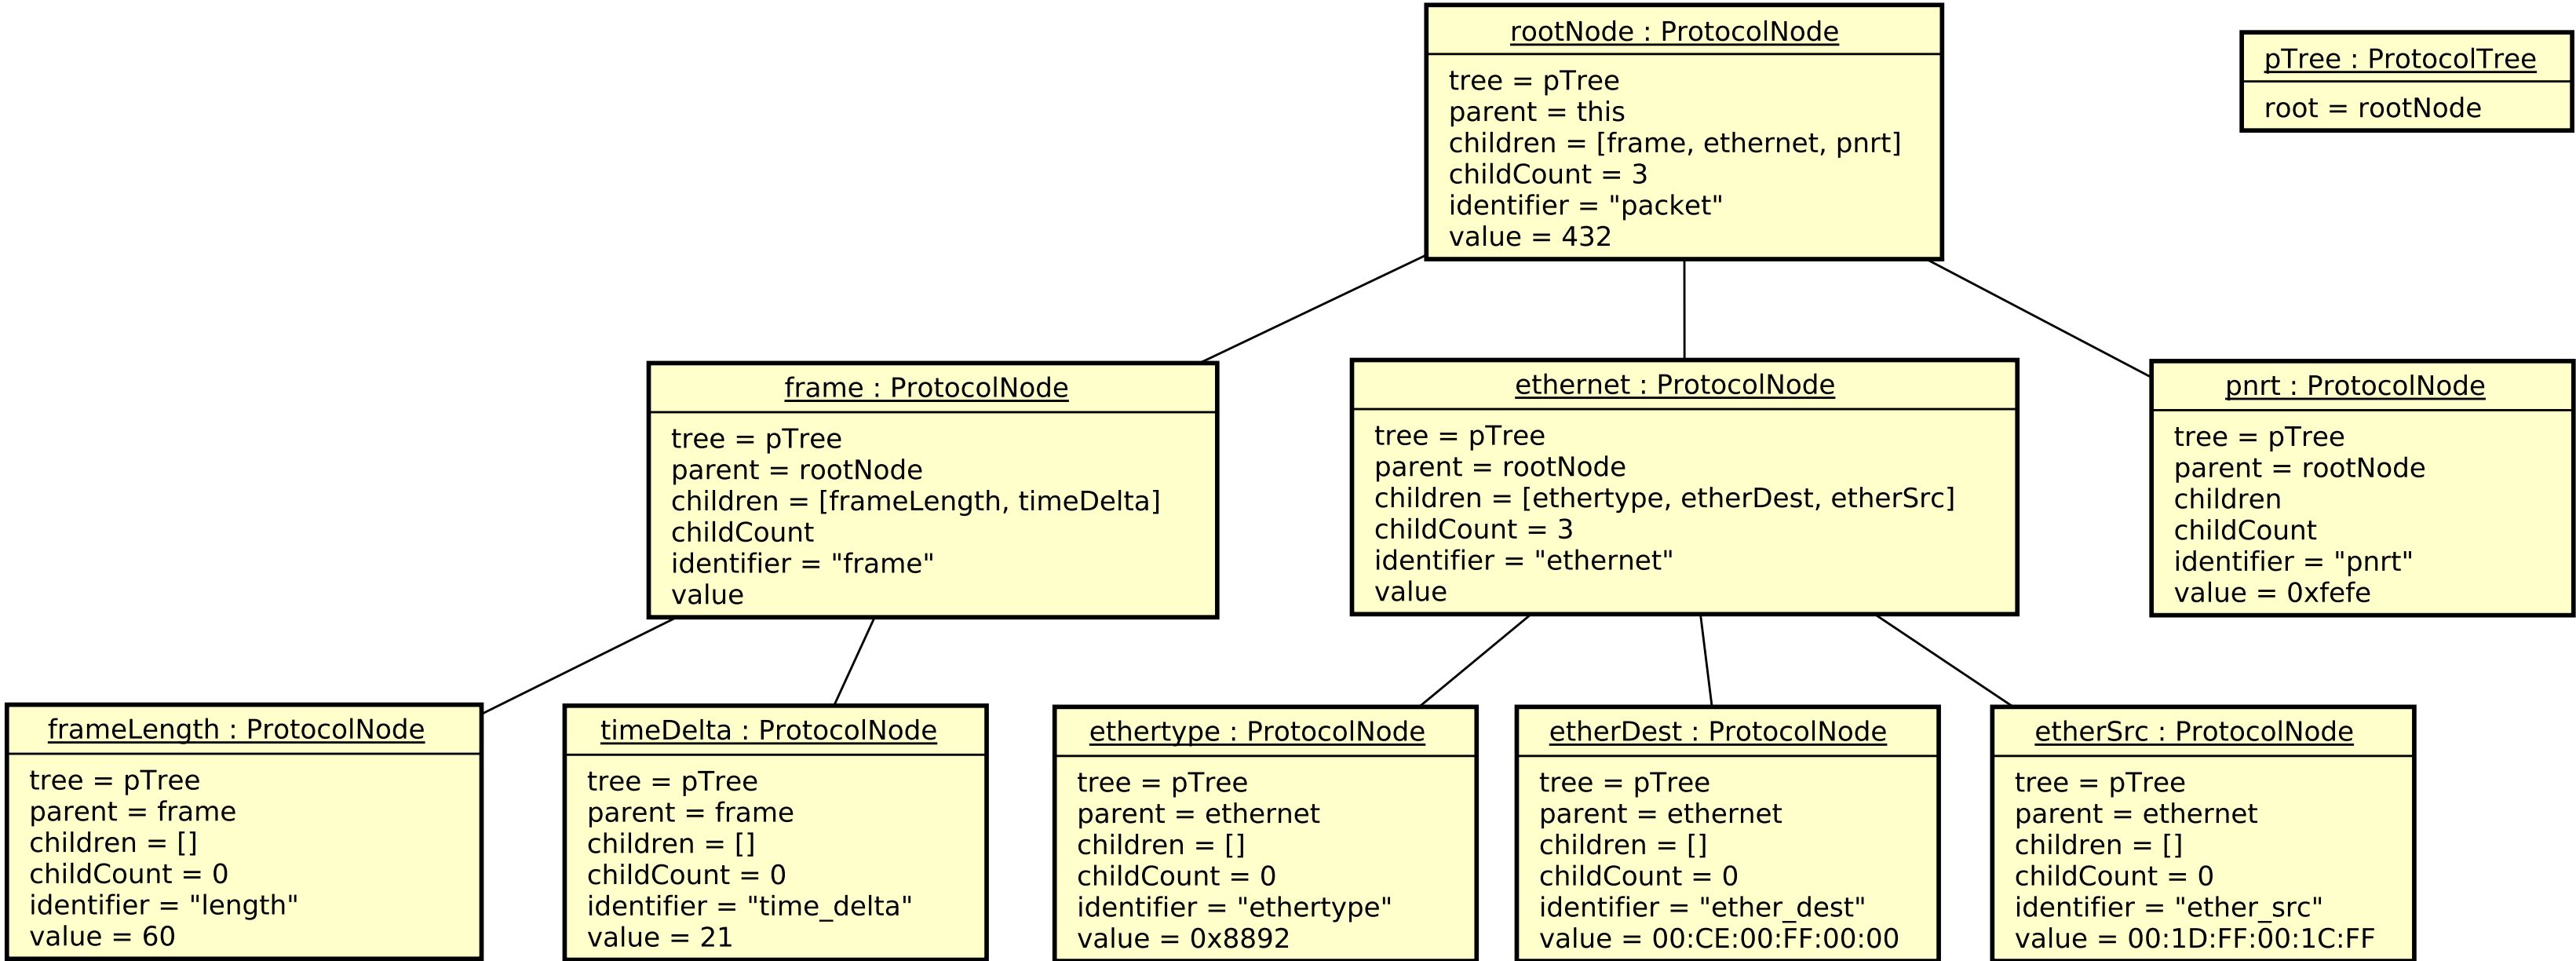 rootNode : ProtocolNode
tree = pTree
parent = this
children = [frame, ethernet, pnrt]
childCount = 3
identifier = "packet"
value = 432
pTree : ProtocolTree
root = rootNode
frame : ProtocolNode
tree = pTree
parent = rootNode
children = [frameLength, timeDelta]
childCount
identifier = "frame"
value
ethernet : ProtocolNode
tree = pTree
parent = rootNode
children = [ethertype, etherDest, etherSrc]
childCount = 3
identifier = "ethernet"
value
pnrt : ProtocolNode
tree = pTree
parent = rootNode
children
childCount
identifier = "pnrt"
value = 0xfefe
frameLength : ProtocolNode
tree = pTree
parent = frame
children = []
childCount = 0
identifier = "length"
value = 60
timeDelta : ProtocolNode
tree = pTree
parent = frame
children = []
childCount = 0
identifier = "time_delta"
value = 21
ethertype : ProtocolNode
tree = pTree
parent = ethernet
children = []
childCount = 0
identifier = "ethertype"
value = 0x8892
etherDest : ProtocolNode
tree = pTree
parent = ethernet
children = []
childCount = 0
identifier = "ether_dest"
value = 00:CE:00:FF:00:00
etherSrc : ProtocolNode
tree = pTree
parent = ethernet
children = []
childCount = 0
identifier = "ether_src"
value = 00:1D:FF:00:1C:FF